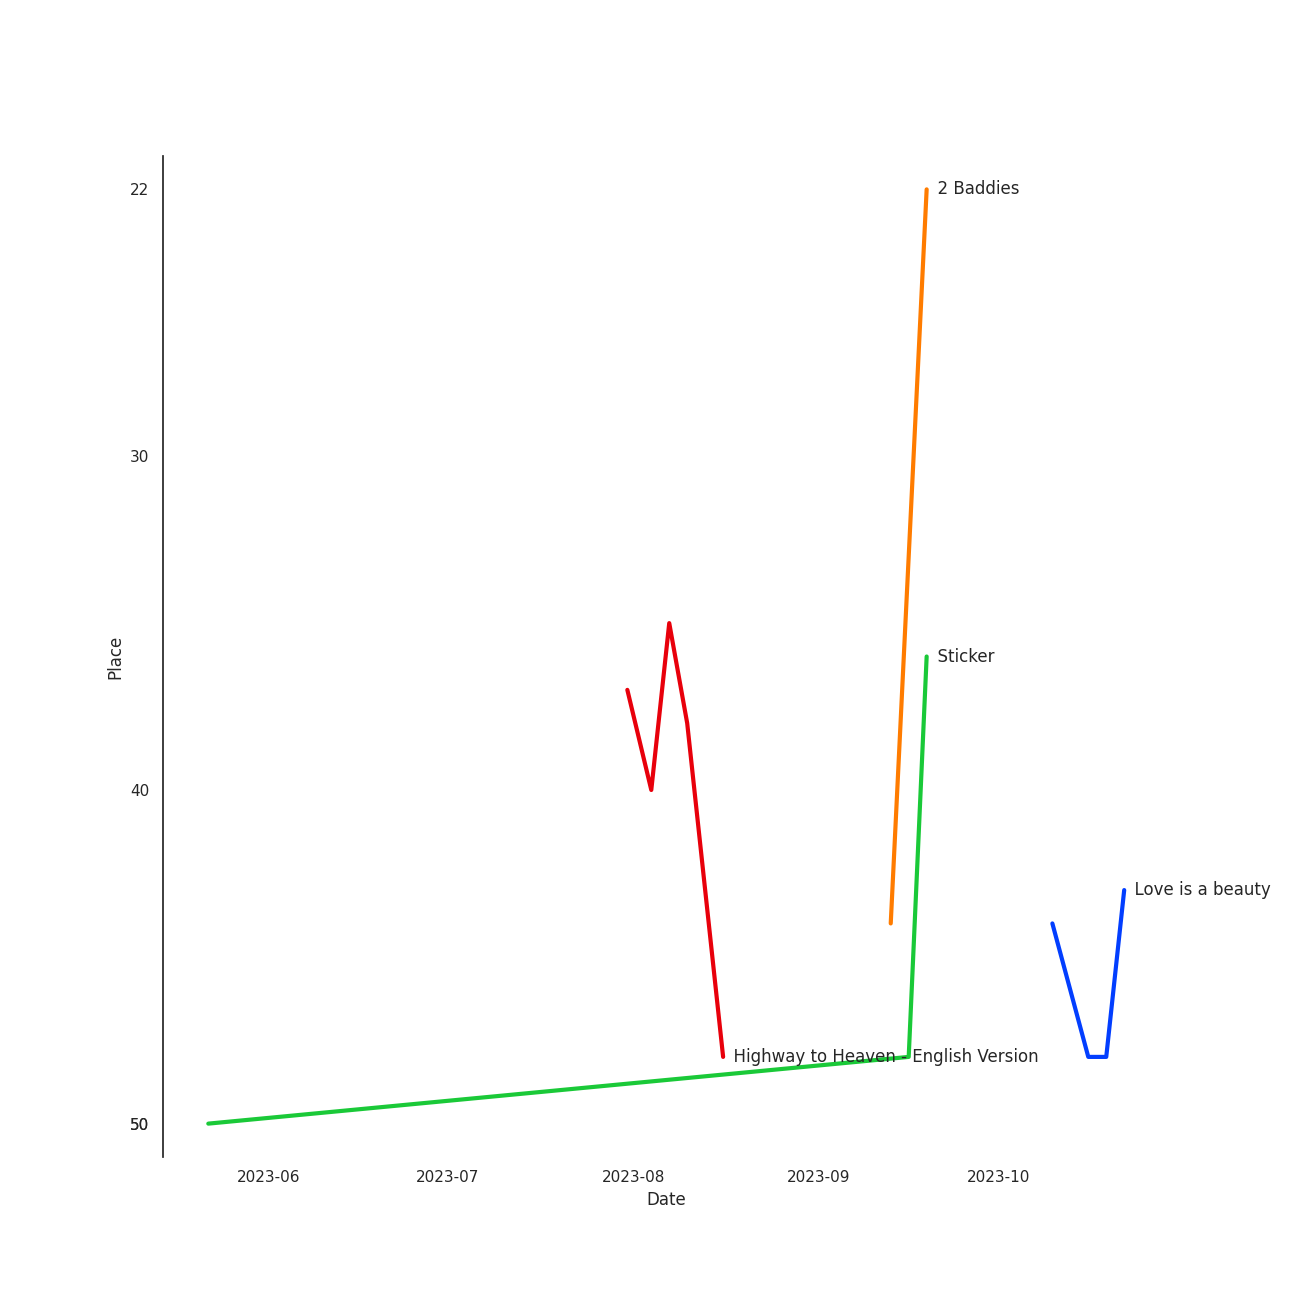 22
2 Baddies
30
Place
Sticker
40
Love is a beauty
Highway to Heaven - English Version
50
2023-06
2023-07
2023-08
2023-09
2023-10
Date